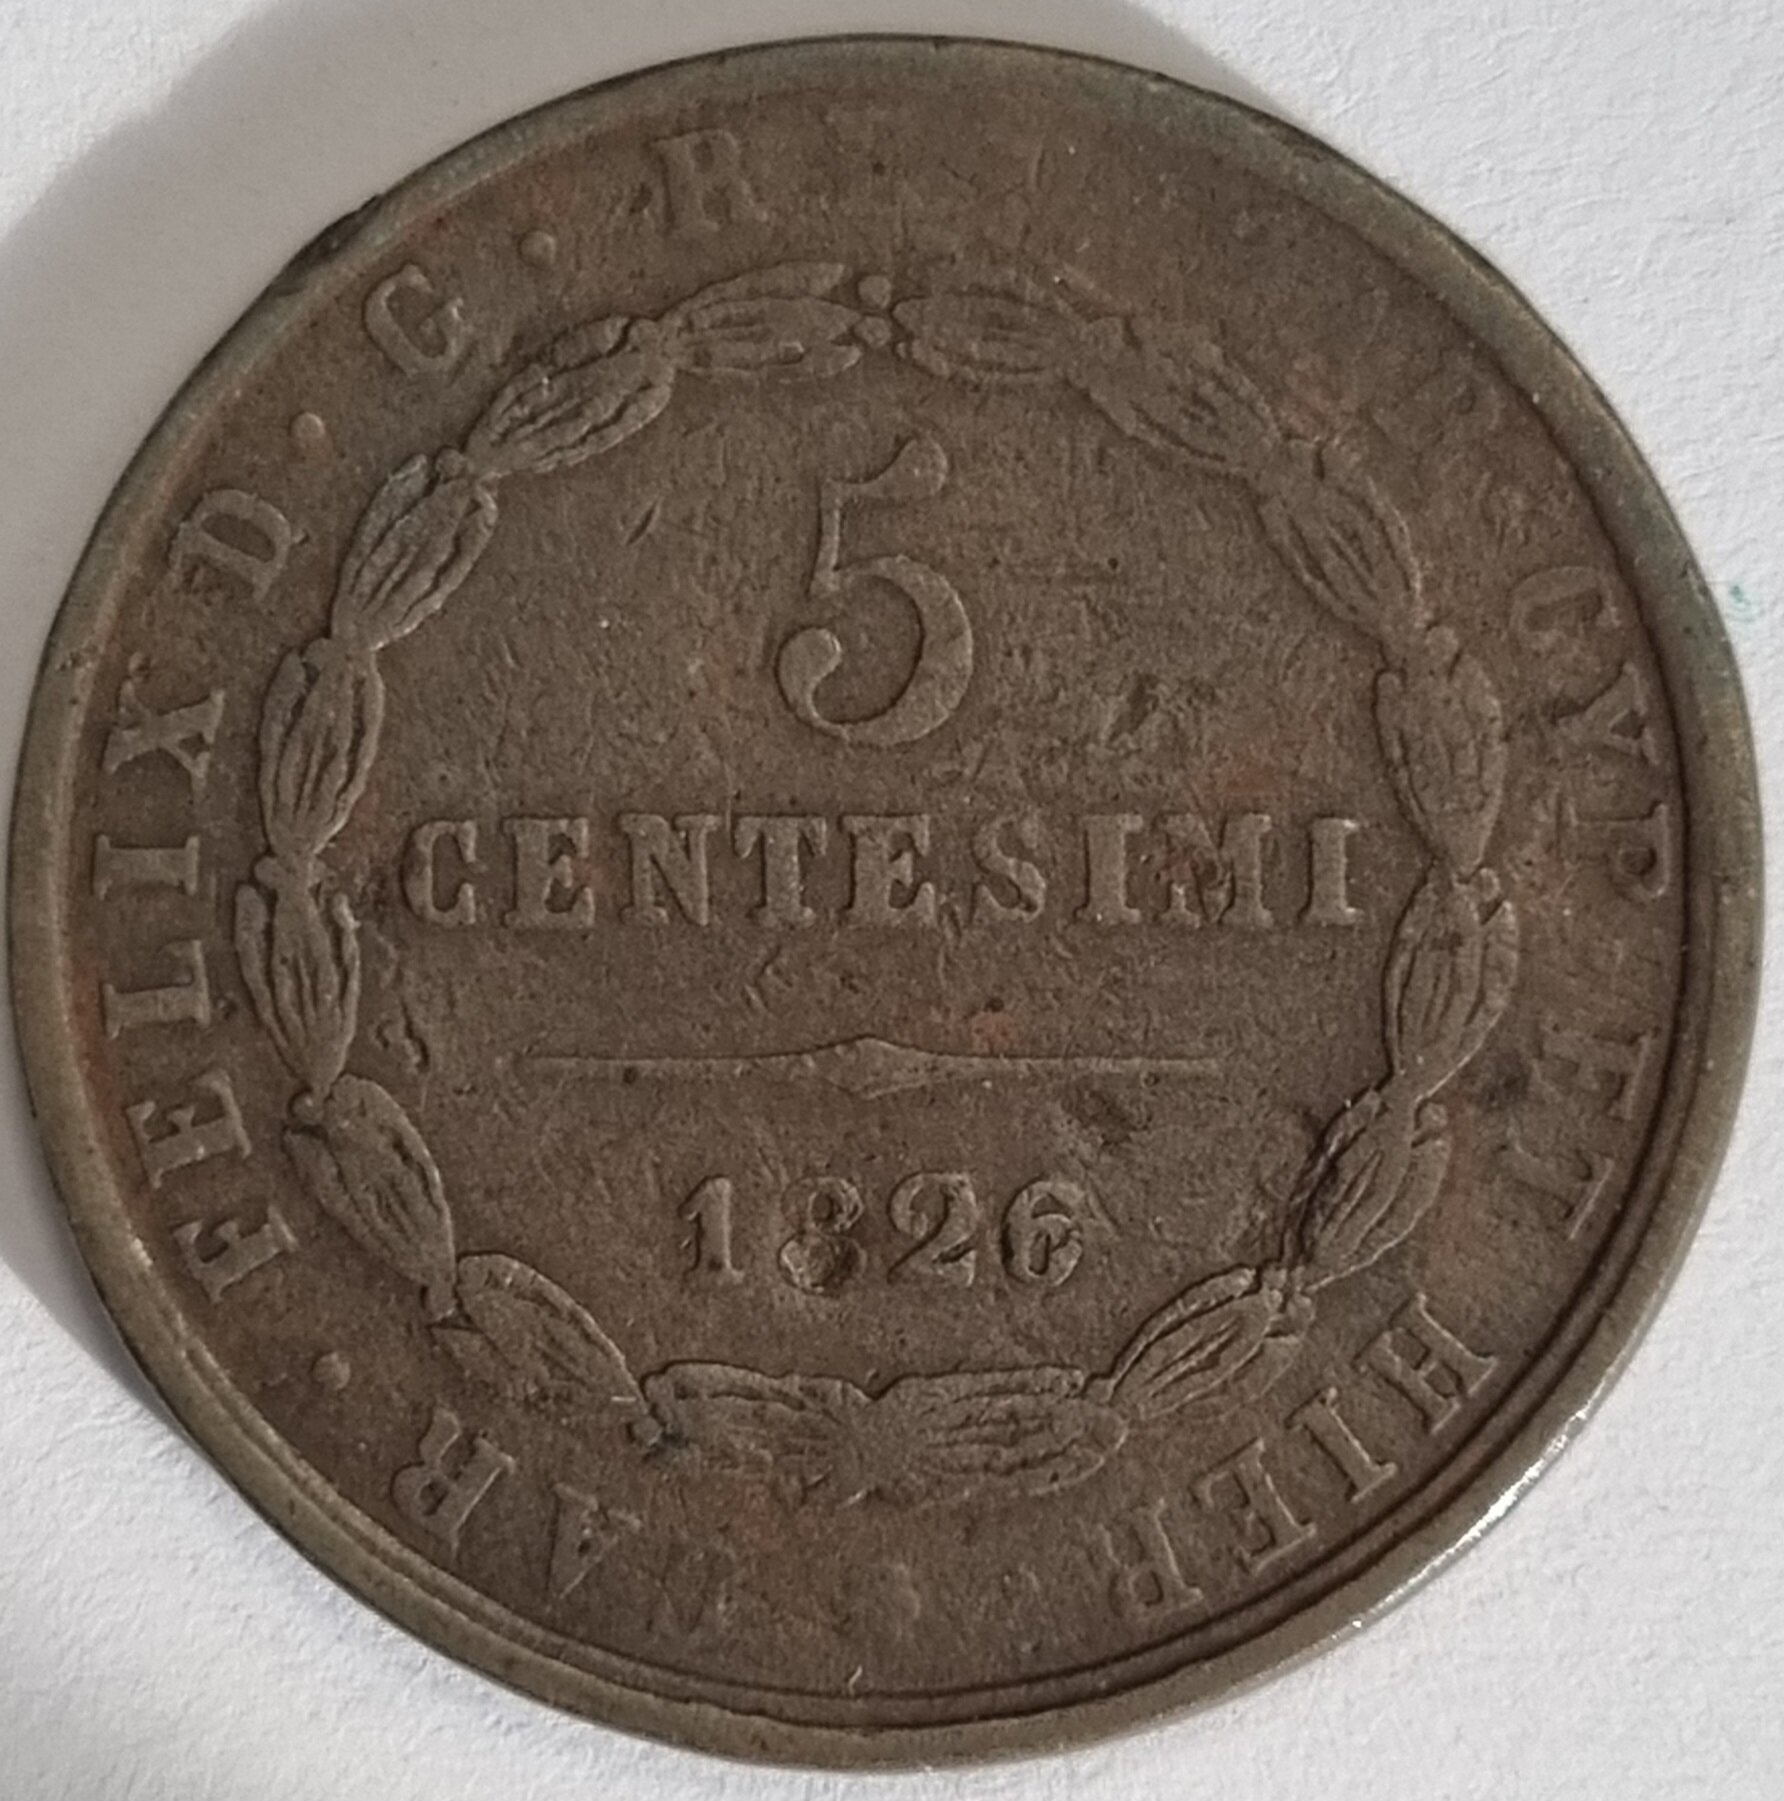 CAR · FELIX D · G · R
CYP ET HIER
5
CENTESIMI
1826